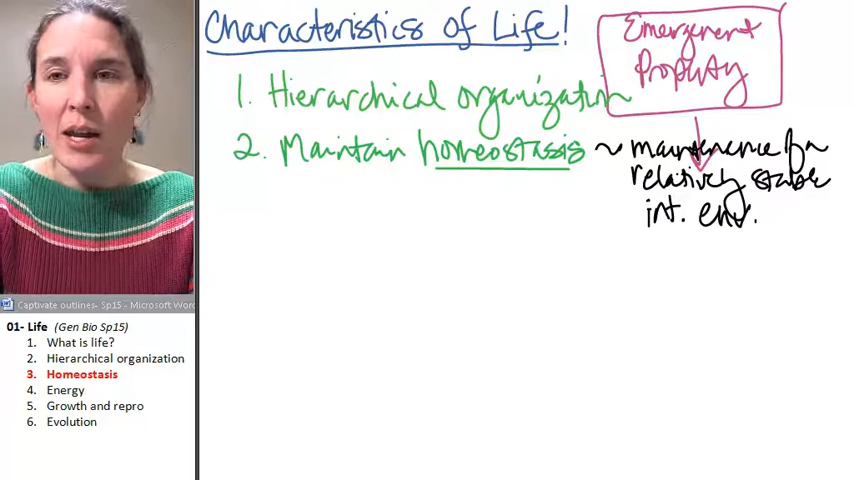 Characteristics of Life!
Emergent
Property
1. Hierarchical organization
2. Maintain homeostasis ~ maintenence of a
relatively stable
int. env.
Captivate outlines- Sp15 - Microsoft Word
01- Life (Gen Bio Sp15)
1. What is life?
2. Hierarchical organization
3. Homeostasis
4. Energy
5. Growth and repro
6. Evolution